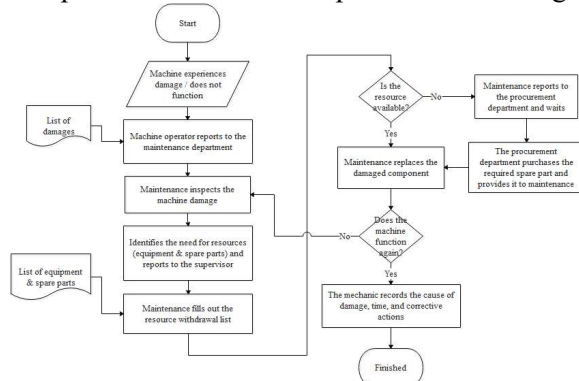 Start
Machine experiences
damage / does not
function
List of
damages
Machine operator reports to the
maintenance department
Maintenance inspects the
machine damage
Identifies the need for resources
(equipment & spare parts) and
reports to the supervisor
List of equipment
& spare parts
Maintenance fills out the
resource withdrawal list
Is the
resource
available?
No
Maintenance reports
to the procurement
department and waits
Yes
The procurement
department purchases the
required spare part and
provides it to maintenance
Maintenance replaces the
damaged component
Does the
machine
function
again?
No
Yes
The mechanic records the cause of
damage, time, and corrective
actions
Finished